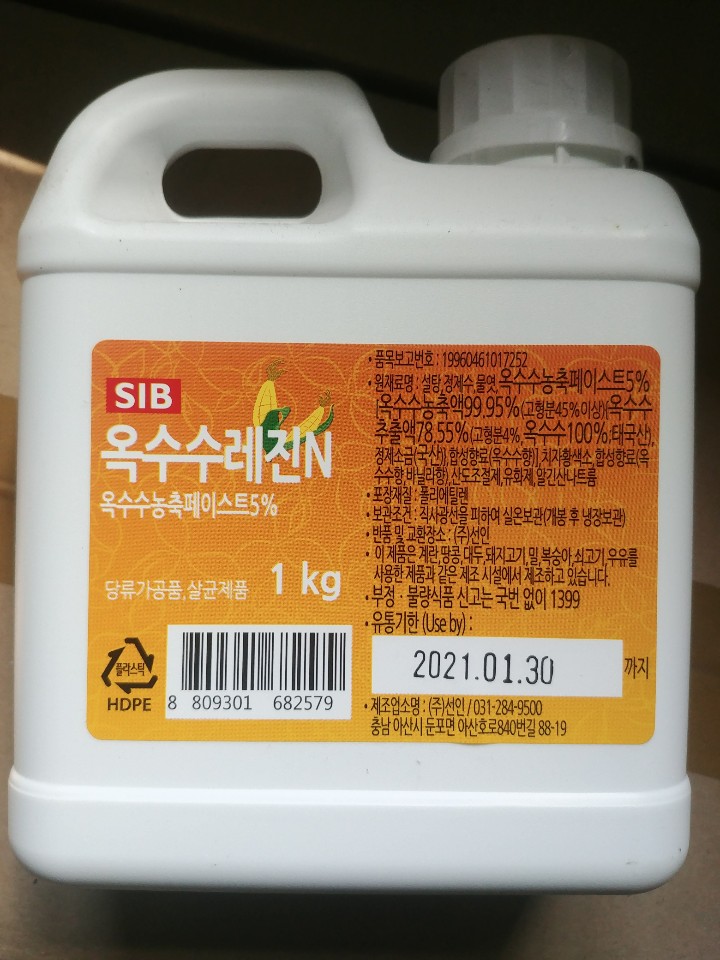 SIB
옥수수레진N
옥수수농축페이스트5%
당류가공품,살균제품
1 kg
플라스틱
HDPE
8 809301 682579
• 품목보고번호 : 19960461017252
• 원재료명 : 설탕,정제수,물엿,옥수수농축페이스트5%
[옥수수농축액99.95%(고형분45%이상)(옥수수
추출액78.55%(고형분4%,옥수수100%:태국산),
정제소금(국산)),합성향료(옥수수향)],치자황색소,합성향료(옥
수수향,바닐라향),산도조절제,유화제,알긴산나트륨
• 포장재질 : 폴리에틸렌
• 보관조건 : 직사광선을 피하여 실온보관(개봉 후 냉장보관)
• 반품 및 교환장소 : (주)선인
• 이 제품은 계란,땅콩,대두,돼지고기,밀,복숭아,쇠고기,우유를
사용한 제품과 같은 제조 시설에서 제조하고 있습니다.
• 부정 · 불량식품 신고는 국번 없이 1399
• 유통기한 (Use by) :
2021.01.30 까지
• 제조업소명 : (주)선인 / 031-284-9500
충남 아산시 둔포면 아산호로840번길 88-19